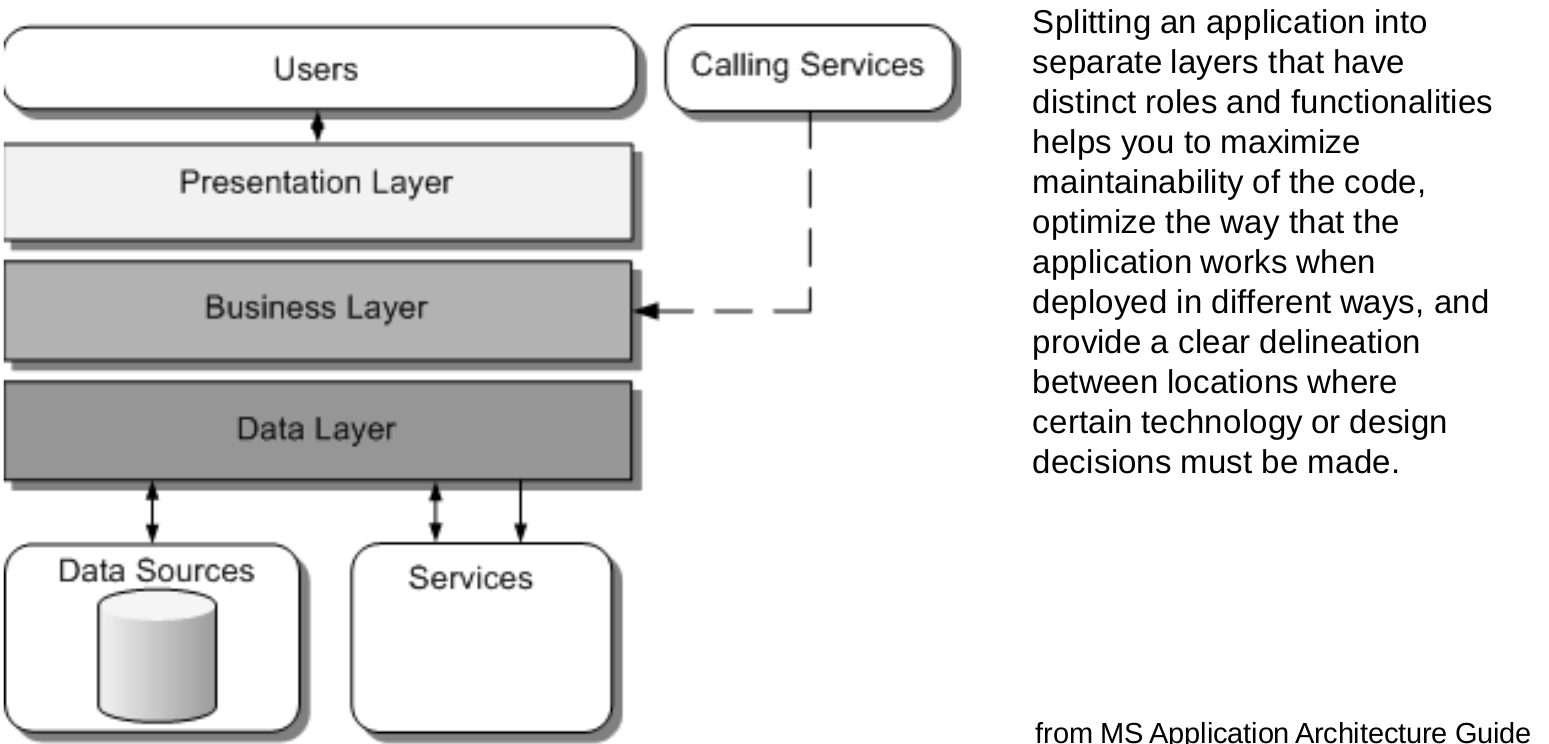 Users
Calling Services
Presentation Layer
Business Layer
Data Layer
Data Sources
Services
Splitting an application into
separate layers that have
distinct roles and functionalities
helps you to maximize
maintainability of the code,
optimize the way that the
application works when
deployed in different ways, and
provide a clear delineation
between locations where
certain technology or design
decisions must be made.
from MS Application Architecture Guide